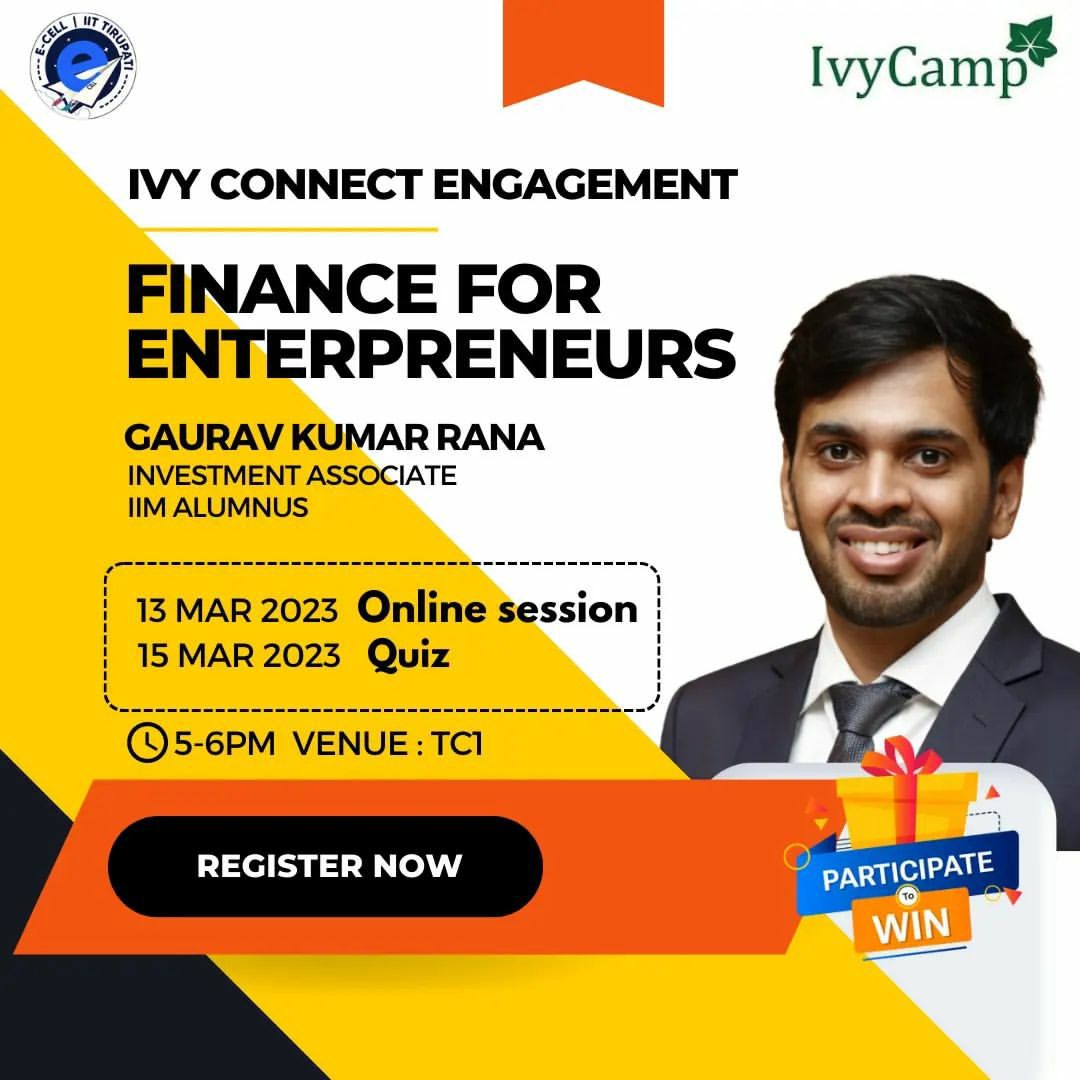 E-CELL | IIT TIRUPATI
IvyCamp
IVY CONNECT ENGAGEMENT
FINANCE FOR
ENTERPRENEURS
GAURAV KUMAR RANA
INVESTMENT ASSOCIATE
IIM ALUMNUS
13 MAR 2023 Online session
15 MAR 2023 Quiz
5-6PM VENUE : TC1
REGISTER NOW
PARTICIPATE
To
WIN